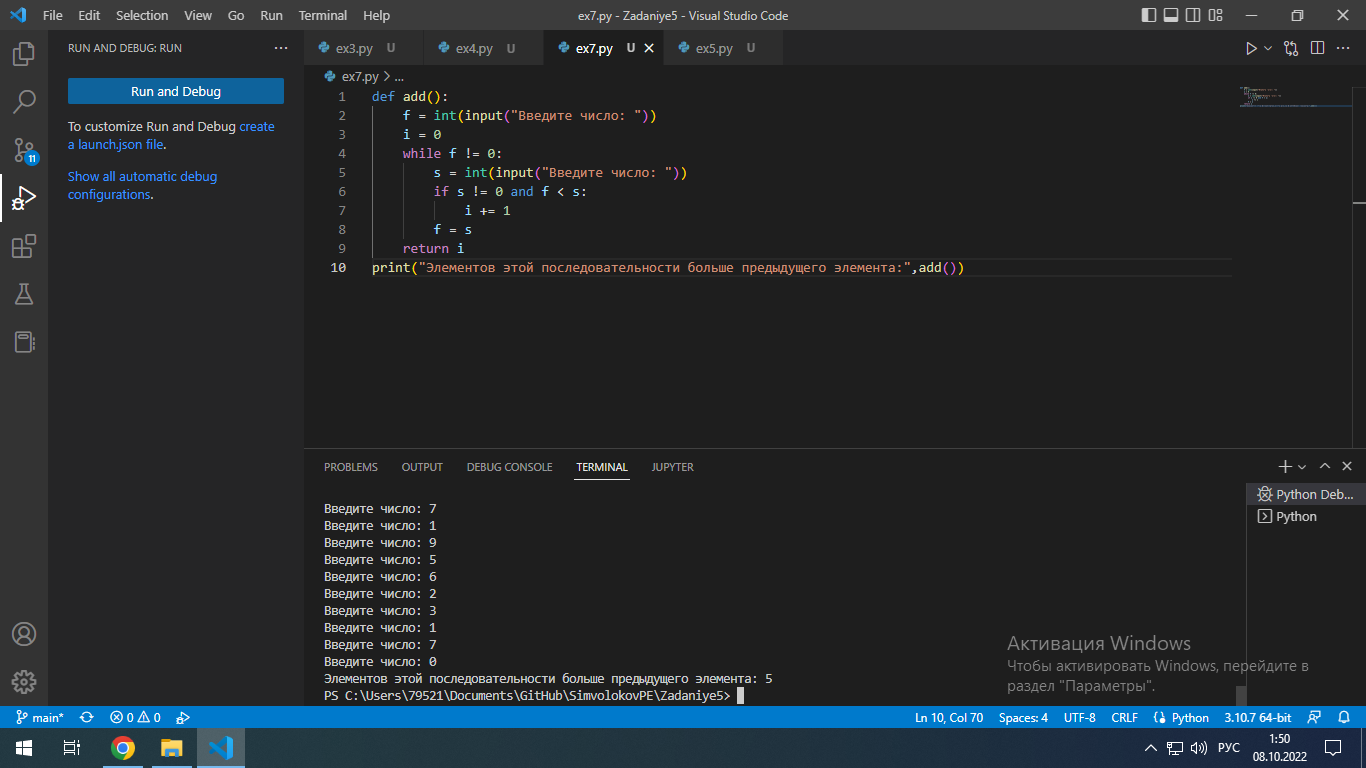 File Edit Selection View Go Run Terminal Help
ex7.py - Zadaniye5 - Visual Studio Code
RUN AND DEBUG: RUN
Run and Debug
To customize Run and Debug create
a launch.json file.
Show all automatic debug
configurations.
11
ex3.py U ex4.py U ex7.py U ex5.py U
ex7.py > ...
1 def add():
2 f = int(input("Введите число: "))
3 i = 0
4 while f != 0:
5 s = int(input("Введите число: "))
6 if s != 0 and f < s:
7 i += 1
8 f = s
9 return i
10 print("Элементов этой последовательности больше предыдущего элемента:",add())
PROBLEMS OUTPUT DEBUG CONSOLE TERMINAL JUPYTER
Введите число: 7
Введите число: 1
Введите число: 9
Введите число: 5
Введите число: 6
Введите число: 2
Введите число: 3
Введите число: 1
Введите число: 7
Введите число: 0
Элементов этой последовательности больше предыдущего элемента: 5
PS C:\Users\79521\Documents\GitHub\SimvolokovPE\Zadaniye5>
Python Deb...
Python
Активация Windows
Чтобы активировать Windows, перейдите в
раздел "Параметры".
main* 0 0 Ln 10, Col 70 Spaces: 4 UTF-8 CRLF Python 3.10.7 64-bit
РУС
1:50
08.10.2022